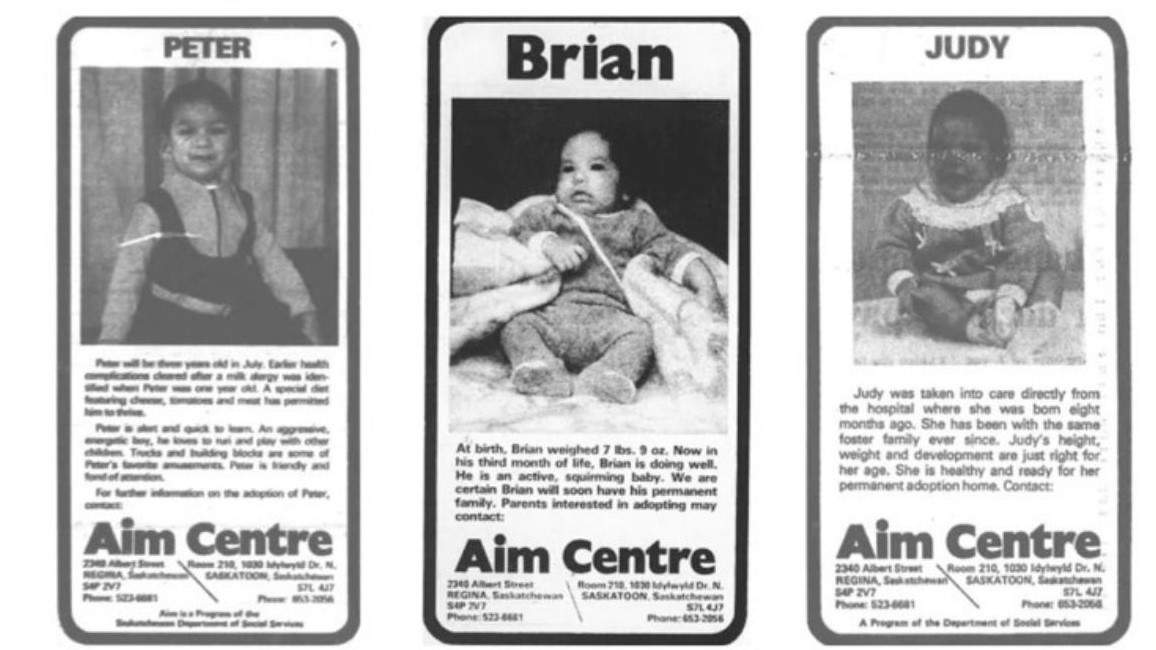 PETER
Peter will be three years old in July. Earlier health
complications cleared after a milk alergy was iden-
tified when Peter was one year old. A special diet
featuring cheese, tomatoes and meat has permitted
him to thrive.
Peter is alert and quick to learn. An aggressive,
energetic boy, he loves to run and play with other
children. Trucks and building blocks are some of
Peter's favorite amusements. Peter is friendly and
fond of attention.
For further information on the adoption of Peter,
contact:
Aim Centre
2340 Albert Street
REGINA, Saskatchewan
S4P 2V7
Phone: 523-6681
Room 210, 1030 Idylwyld Dr. N.
SASKATOON, Saskatchewan
S7L 4J7
Phone: 653-2056
Aim is a Program of the
Saskatchewan Department of Social Services
Brian
At birth, Brian weighed 7 lbs. 9 oz. Now in
his third month of life, Brian is doing well.
He is an active, squirming baby. We are
certain Brian will soon have his permanent
family. Parents interested in adopting may
contact:
Aim Centre
2340 Albert Street
REGINA, Saskatchewan
S4P 2V7
Phone: 523-6681
Room 210, 1030 Idylwyld Dr. N.
SASKATOON, Saskatchewan
S7L 4J7
Phone: 653-2056
JUDY
Judy was taken into care directly from
the hospital where she was born eight
months ago. She has been with the same
foster family ever since. Judy's height,
weight and development are just right for
her age. She is healthy and ready for her
permanent adoption home. Contact:
Aim Centre
2340 Albert Street
REGINA, Saskatchewan
S4P 2V7
Phone: 523-6681
Room 210, 1030 Idylwyld Dr. N.
SASKATOON, Saskatchewan
S7L 4J7
Phone: 653-2056
A Program of the Department of Social Services